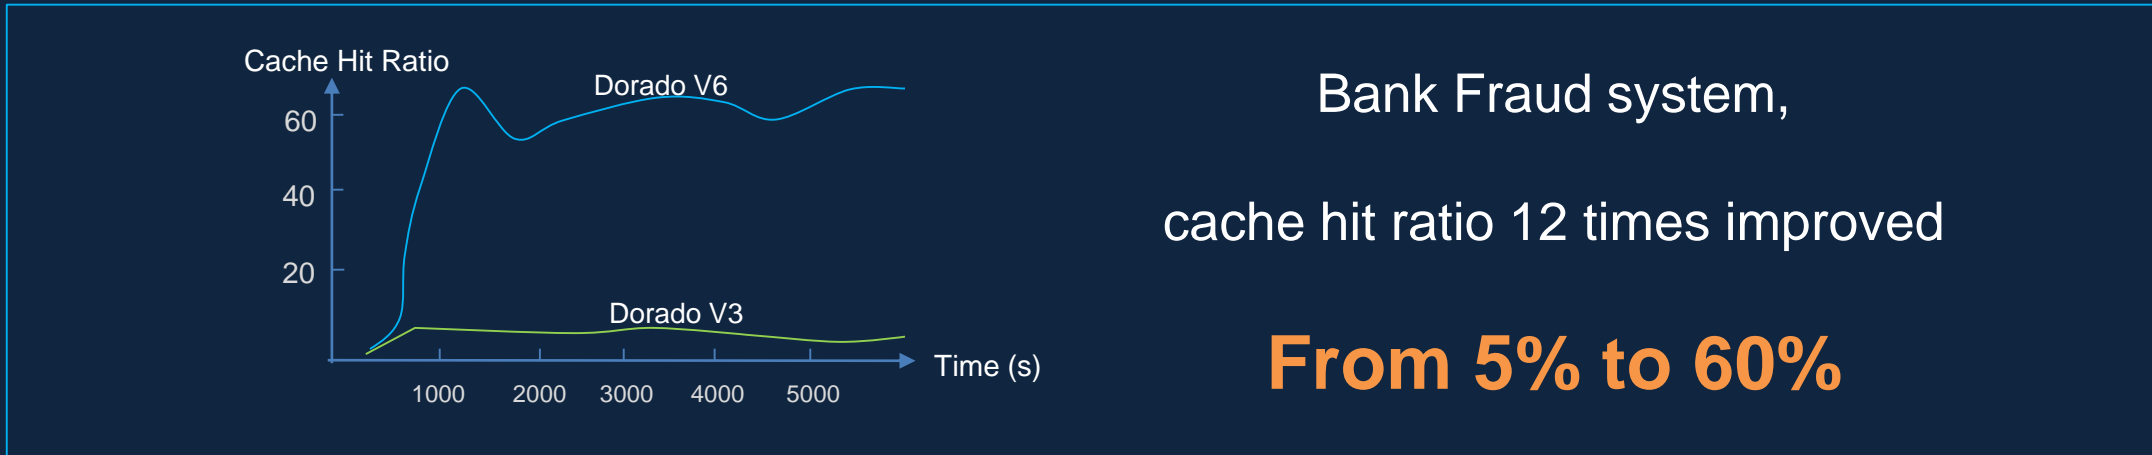 Cache Hit Ratio
Dorado V6
60
40
20
Dorado V3
Time (s)
1000 2000 3000 4000 5000
Bank Fraud system,
cache hit ratio 12 times improved
From 5% to 60%